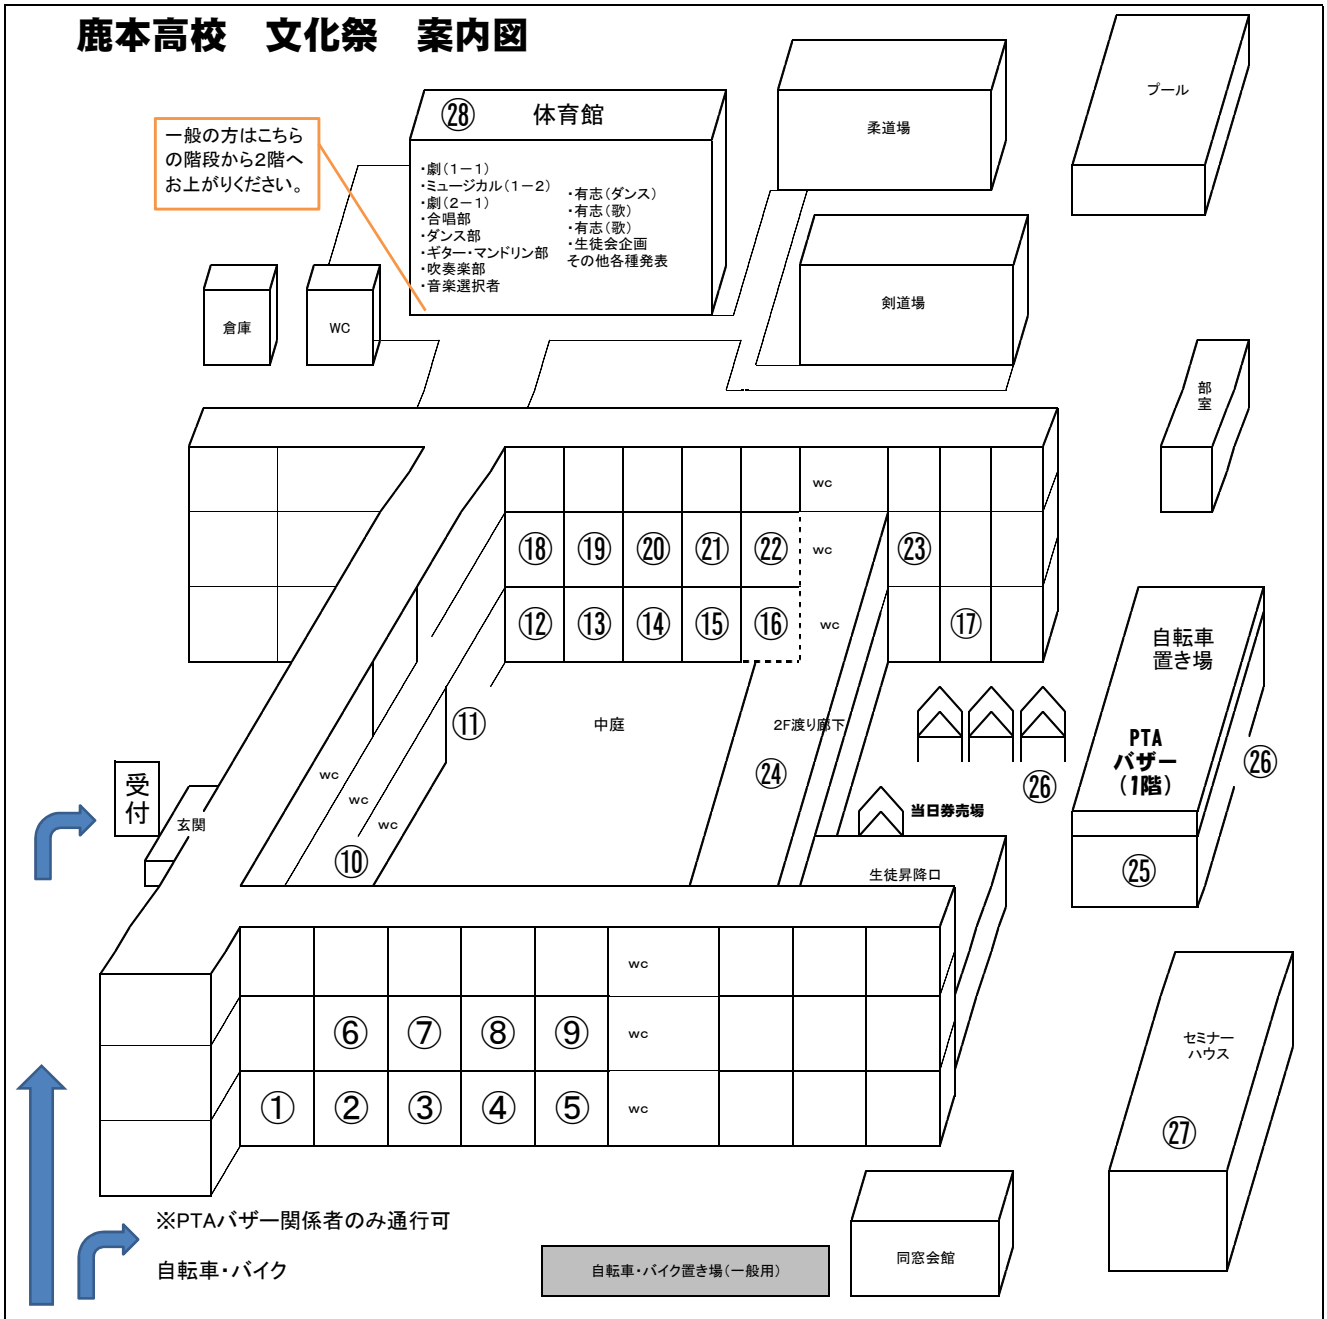 鹿本高校　文化祭　案内図
プール
柔道場
㉘
体育館
一般の方はこちら
の階段から2階へ
お上がりください。
・劇（1－1）
・ミュージカル（1－2）
・劇（2－1）
・合唱部
・ダンス部
・ギター・マンドリン部
・吹奏楽部
・音楽選択者
・有志（ダンス）
・有志（歌）
・有志（歌）
・生徒会企画
その他各種発表
剣道場
倉庫
WC
部
室
WC
⑱
⑲
⑳
㉑
㉒
WC
㉓
⑫
⑬
⑭
⑮
⑯
WC
⑰
自転車
置き場
⑪
中庭
2F渡り廊下
PTA
バザー
（1階）
㉔
㉖
㉖
受
付
玄関
WC
WC
WC
⑩
当日券売場
生徒昇降口
㉕
WC
⑥
⑦
⑧
⑨
WC
①
②
③
④
⑤
WC
セミナー
ハウス
㉗
※PTAバザー関係者のみ通行可
自転車・バイク
自転車・バイク置き場（一般用）
同窓会館